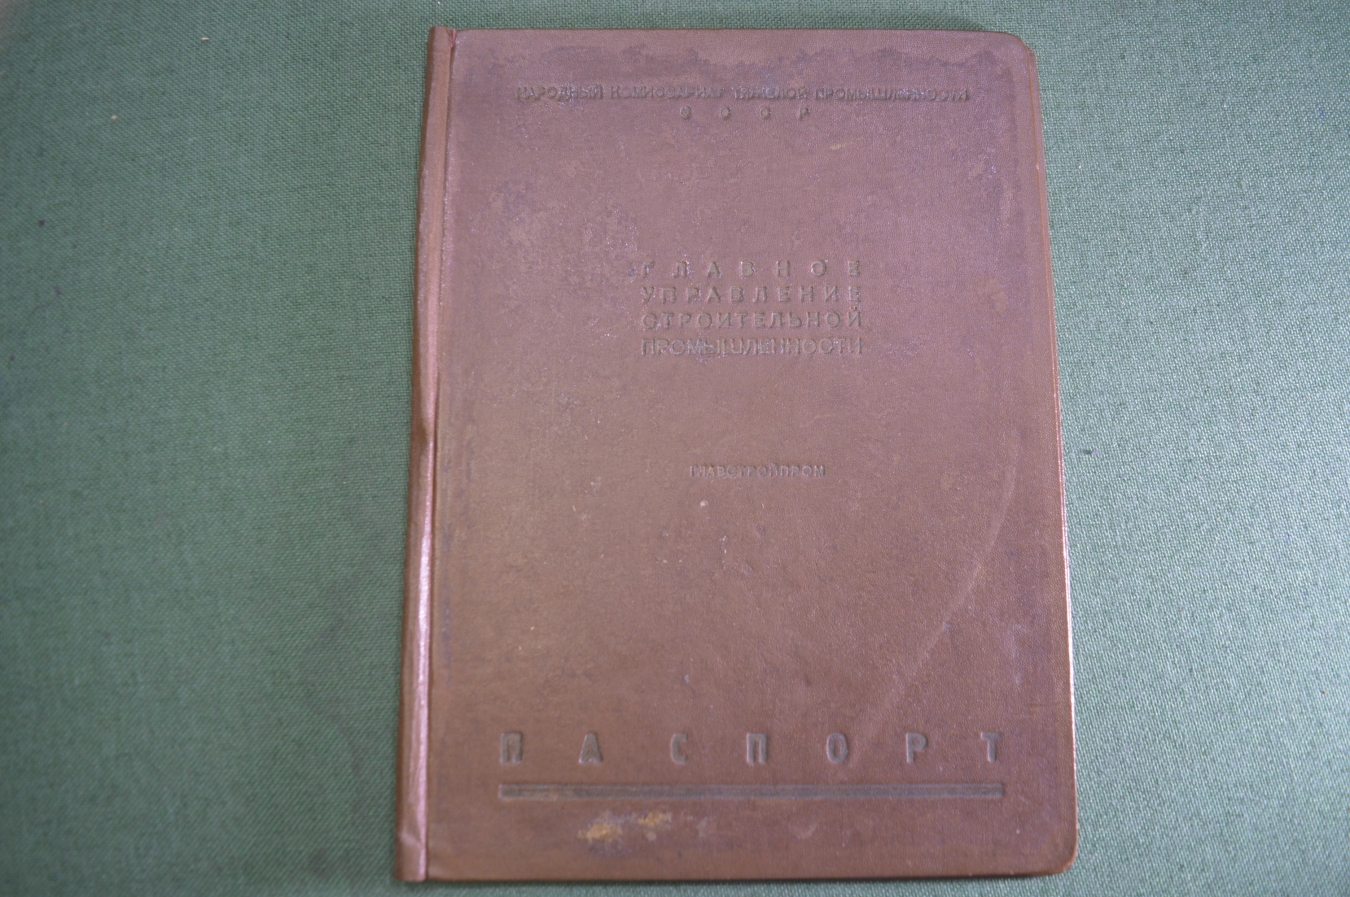 НАРОДНЫЙ КОМИССАРИАТ ТЯЖЕЛОЙ ПРОМЫШЛЕННОСТИ
СССР
ГЛАВНОЕ
УПРАВЛЕНИЕ
СТРОИТЕЛЬНОЙ
ПРОМЫШЛЕННОСТИ
ГЛАВСТРОЙПРОМ
ПАСПОРТ